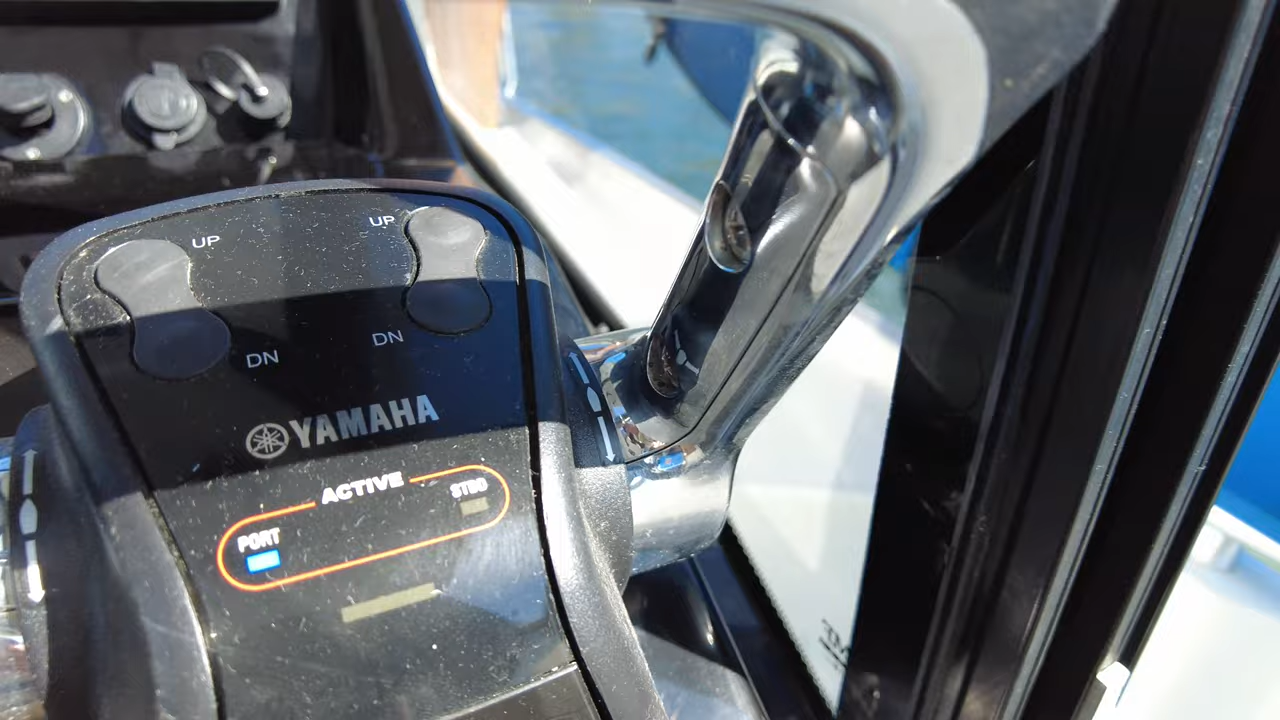 UP
UP
DN
DN
YAMAHA
ACTIVE
PORT
STBD